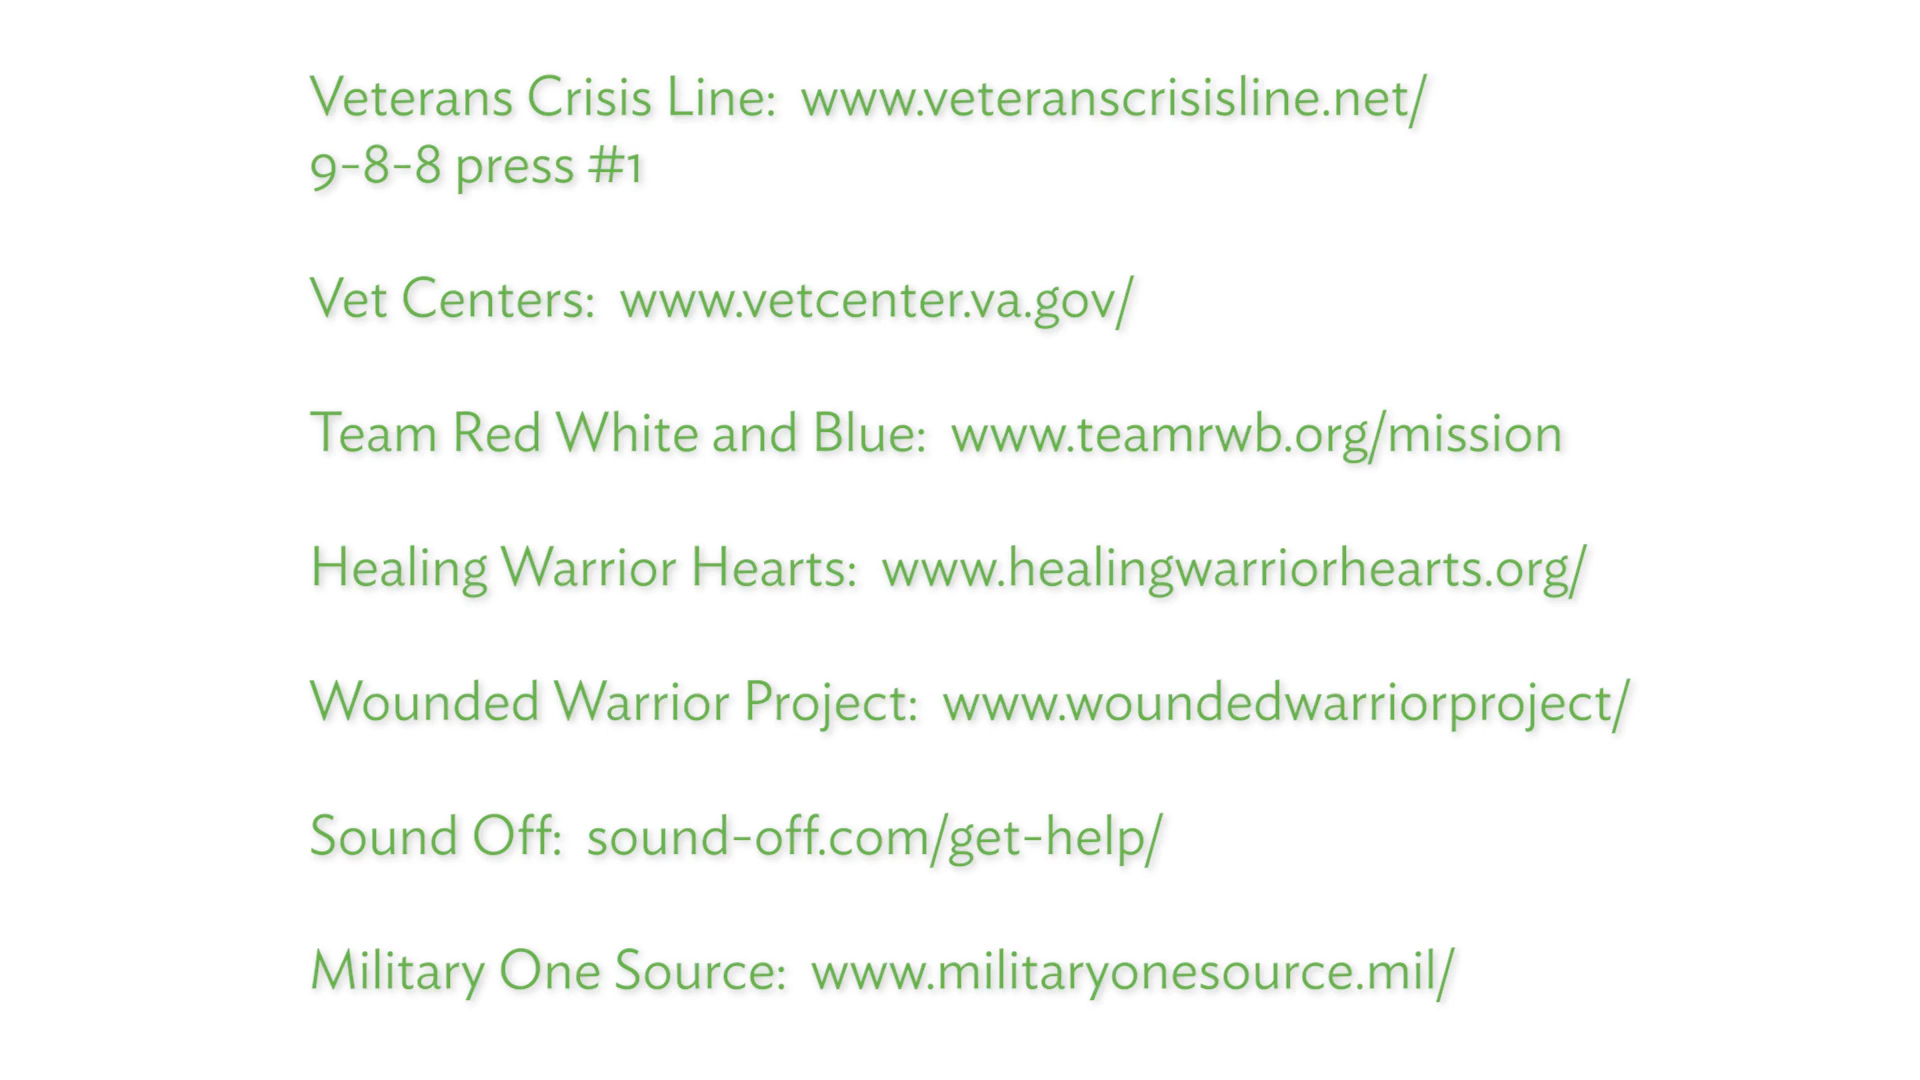 Veterans Crisis Line: www.veteranscrisisline.net/
9-8-8 press #1
Vet Centers: www.vetcenter.va.gov/
Team Red White and Blue: www.teamrwb.org/mission
Healing Warrior Hearts: www.healingwarriorhearts.org/
Wounded Warrior Project: www.woundedwarriorproject/
Sound Off: sound-off.com/get-help/
Military One Source: www.militaryonesource.mil/